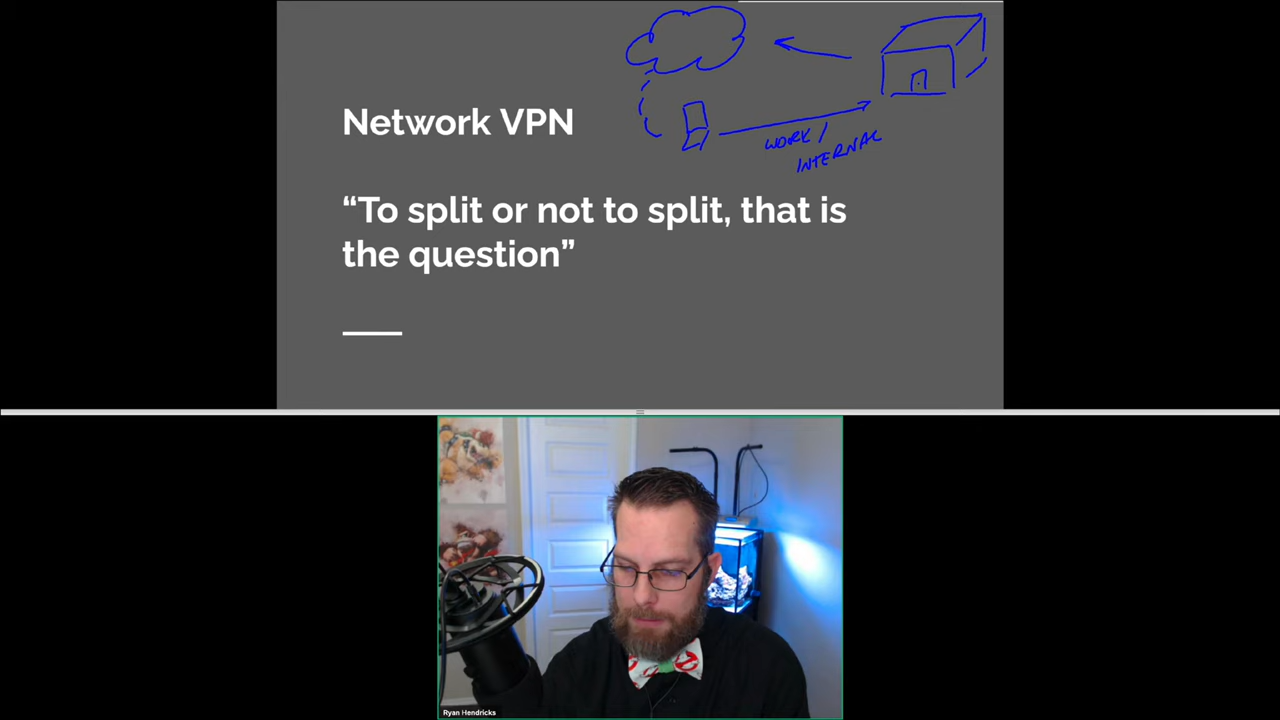 Network VPN
WORK /
INTERNAL
“To split or not to split, that is
the question”
Ryan Hendricks